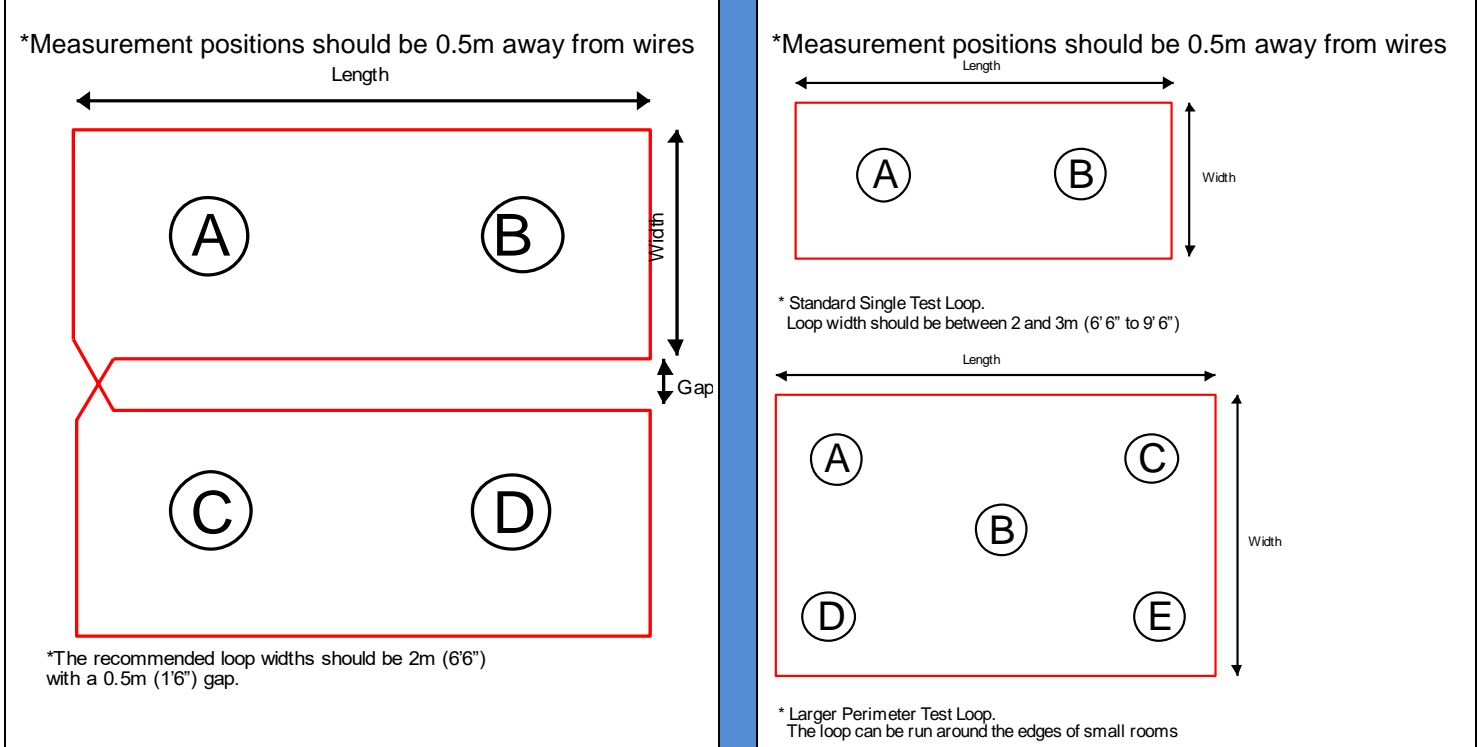 *Measurement positions should be 0.5m away from wires
Length
A
B
Width
Gap
C
D
*The recommended loop widths should be 2m (6'6")
with a 0.5m (1'6") gap.
*Measurement positions should be 0.5m away from wires
Length
A
B
Width
* Standard Single Test Loop.
Loop width should be between 2 and 3m (6'6" to 9'6")
Length
A
C
B
Width
D
E
* Larger Perimeter Test Loop.
The loop can be run around the edges of small rooms